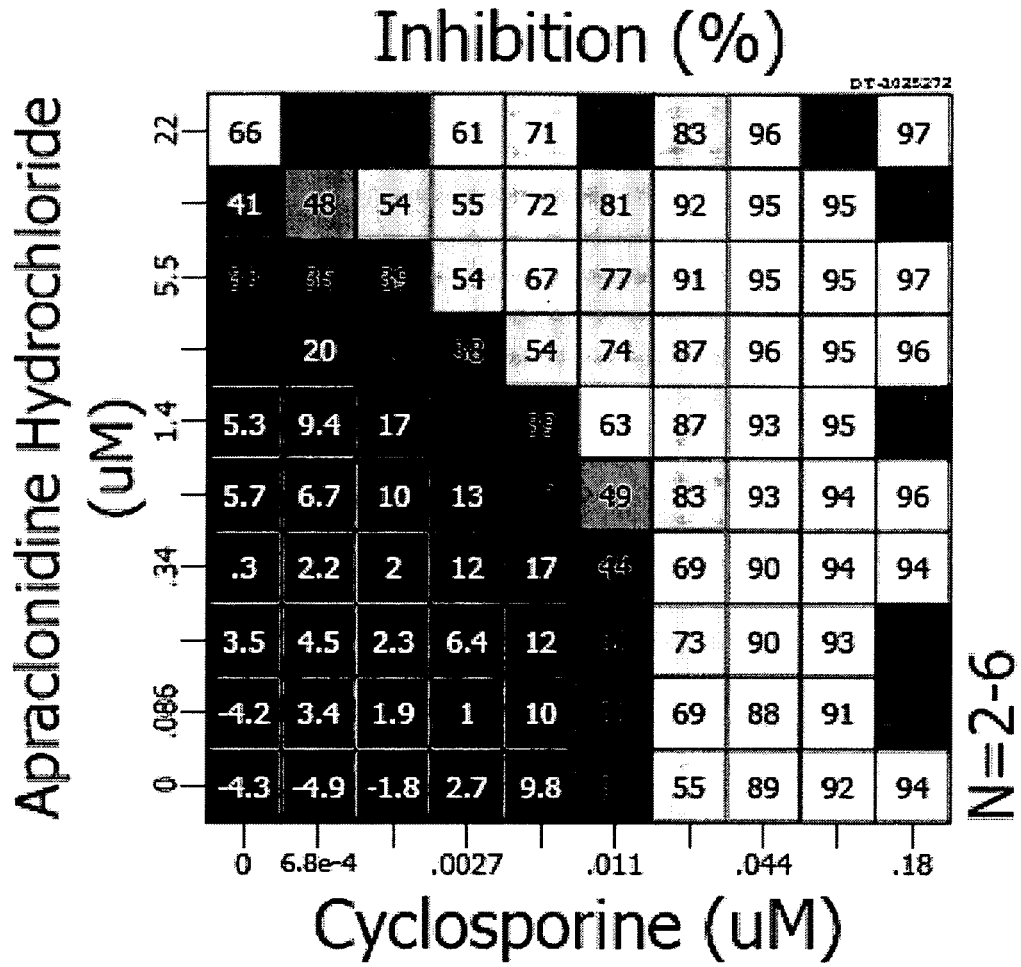 Inhibition (%)
DT-1025272
Apraclonidine Hydrochloride
(uM)
22 66 61 71 83 96 97
41 48 54 55 72 81 92 95 95
5.5 54 67 77 91 95 95 97
20 54 74 87 96 95 96
1.4 5.3 9.4 17 63 87 93 95
5.7 6.7 10 13 49 83 93 94 96
.34 .3 2.2 2 12 17 44 69 90 94 94
3.5 4.5 2.3 6.4 12 73 90 93
.086 -4.2 3.4 1.9 1 10 69 88 91
0 -4.3 -4.9 -1.8 2.7 9.8 55 89 92 94
0 6.8e-4 .0027 .011 .044 .18
Cyclosporine (uM)
N=2-6